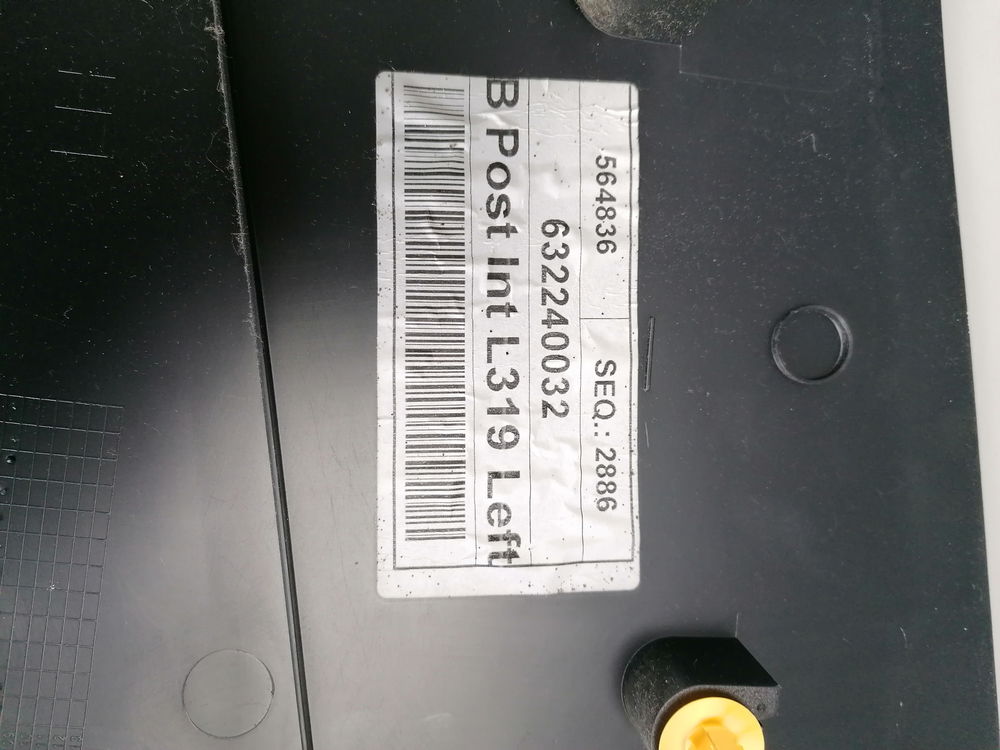 564836 SEQ.: 2886
632240032
B Post Int L319 Left